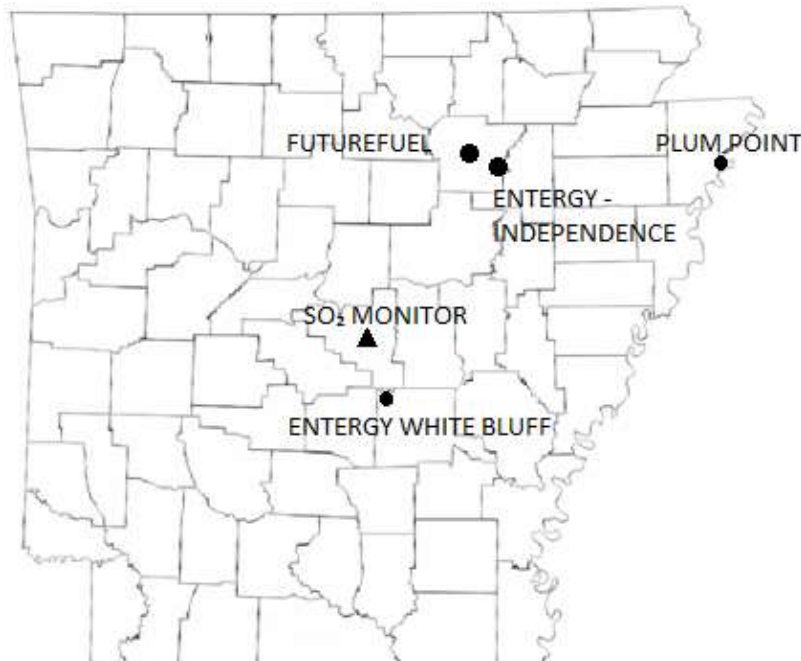 FUTUREFUEL
PLUM POINT
ENTERGY -
INDEPENDENCE
SO₂ MONITOR
ENTERGY WHITE BLUFF